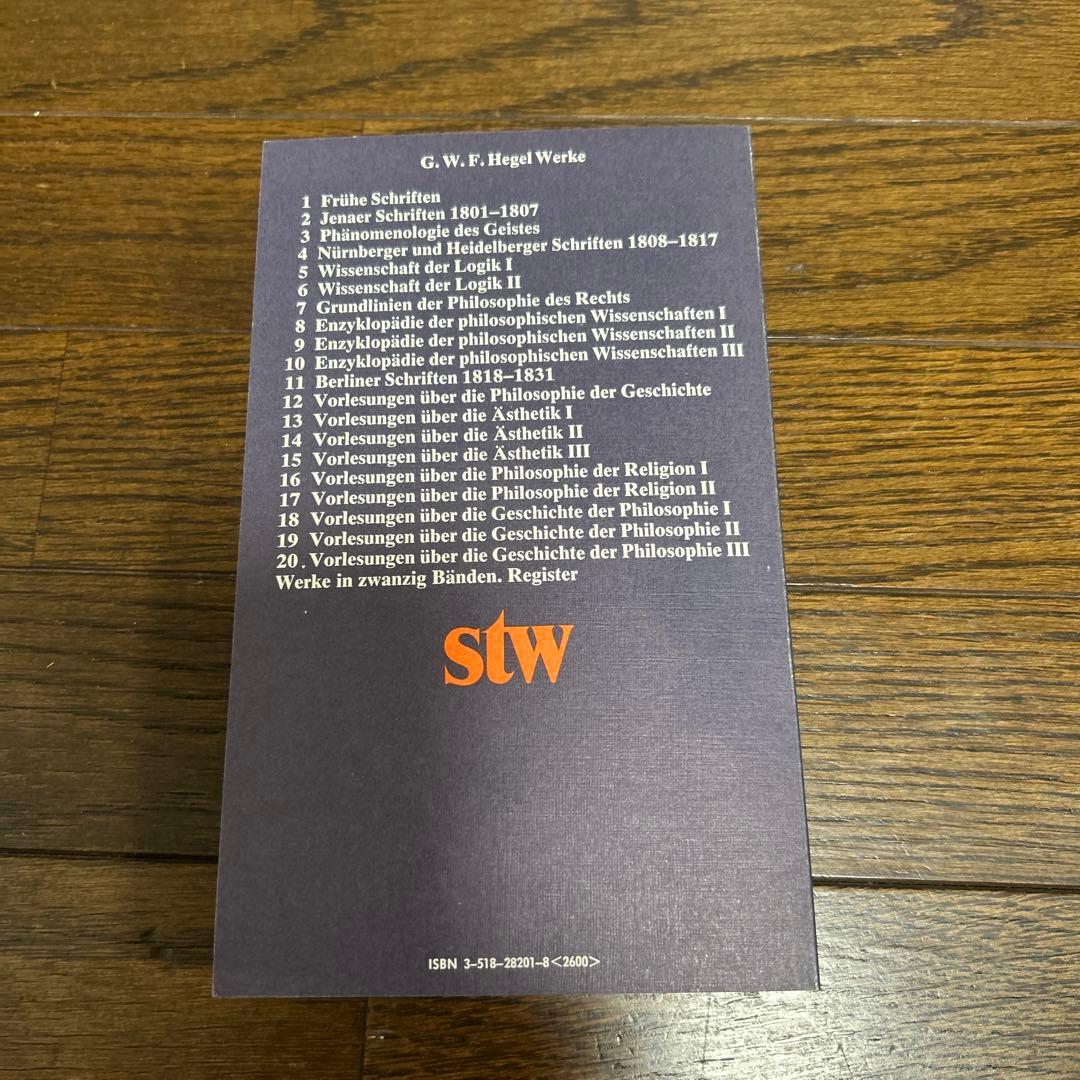 G. W. F. Hegel Werke
1 Frühe Schriften
2 Jenaer Schriften 1801–1807
3 Phänomenologie des Geistes
4 Nürnberger und Heidelberger Schriften 1808–1817
5 Wissenschaft der Logik I
6 Wissenschaft der Logik II
7 Grundlinien der Philosophie des Rechts
8 Enzyklopädie der philosophischen Wissenschaften I
9 Enzyklopädie der philosophischen Wissenschaften II
10 Enzyklopädie der philosophischen Wissenschaften III
11 Berliner Schriften 1818–1831
12 Vorlesungen über die Philosophie der Geschichte
13 Vorlesungen über die Ästhetik I
14 Vorlesungen über die Ästhetik II
15 Vorlesungen über die Ästhetik III
16 Vorlesungen über die Philosophie der Religion I
17 Vorlesungen über die Philosophie der Religion II
18 Vorlesungen über die Geschichte der Philosophie I
19 Vorlesungen über die Geschichte der Philosophie II
20 . Vorlesungen über die Geschichte der Philosophie III
Werke in zwanzig Bänden. Register
stw
ISBN 3-518-28201-8<2600>